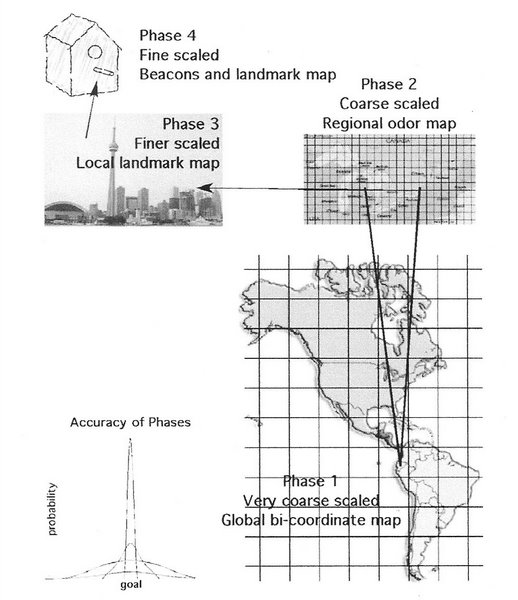 Phase 4
Fine scaled
Beacons and landmark map
Phase 2
Coarse scaled
Regional odor map
Phase 3
Finer scaled
Local landmark map
CANADA
Accuracy of Phases
probability
goal
Phase 1
Very coarse scaled
Global bi-coordinate map